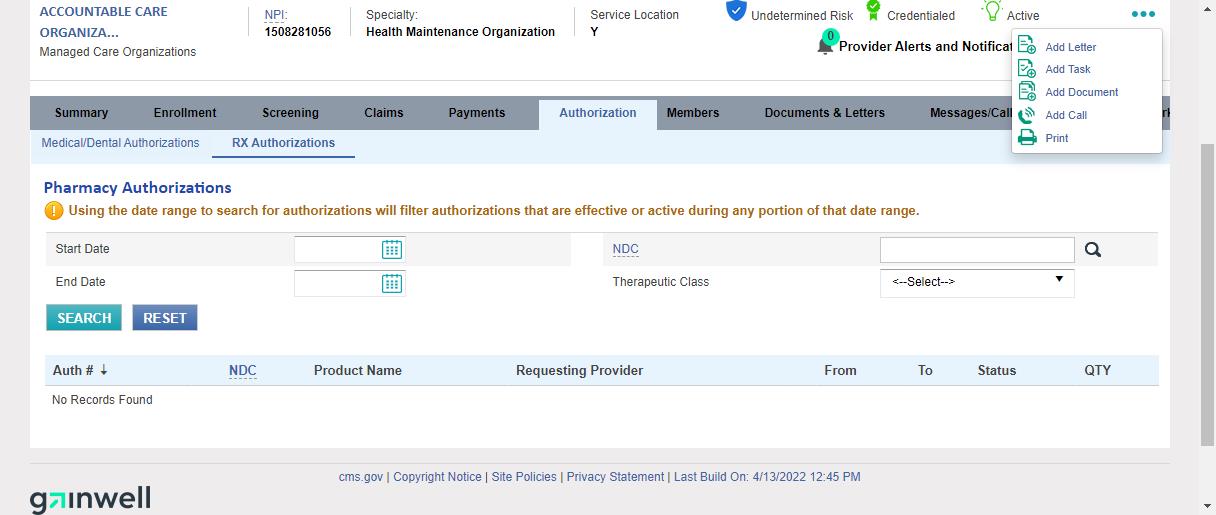 ACCOUNTABLE CARE
ORGANIZA...
Managed Care Organizations
NPI:
1508281056
Specialty:
Health Maintenance Organization
Service Location
Y
Undetermined Risk
Credentialed
Active
0
Provider Alerts and Notificat
Add Letter
Add Task
Add Document
Add Call
Print
Summary Enrollment Screening Claims Payments Authorization Members Documents & Letters Messages/Call
Medical/Dental Authorizations RX Authorizations
Pharmacy Authorizations
Using the date range to search for authorizations will filter authorizations that are effective or active during any portion of that date range.
Start Date NDC
End Date Therapeutic Class <--Select-->
SEARCH RESET
Auth # NDC Product Name Requesting Provider From To Status QTY
No Records Found
cms.gov | Copyright Notice | Site Policies | Privacy Statement | Last Build On: 4/13/2022 12:45 PM
gainwell